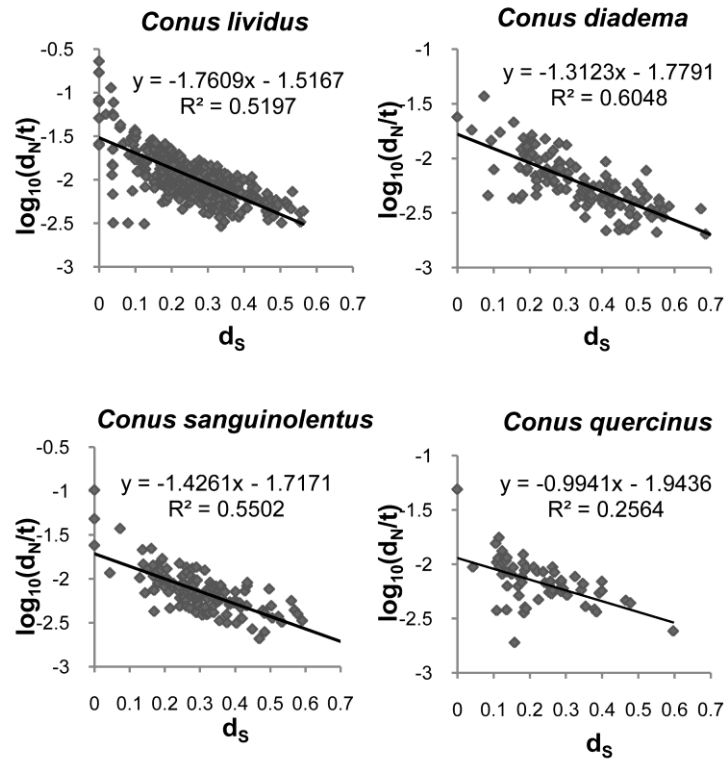 Conus lividus
y = -1.7609x - 1.5167
R² = 0.5197
log10(dN/t)
-0.5
-1
-1.5
-2
-2.5
-3
0 0.1 0.2 0.3 0.4 0.5 0.6 0.7
dS
Conus diadema
y = -1.3123x - 1.7791
R² = 0.6048
log10(dN/t)
-1
-1.5
-2
-2.5
-3
0 0.1 0.2 0.3 0.4 0.5 0.6 0.7
dS
Conus sanguinolentus
y = -1.4261x - 1.7171
R² = 0.5502
log10(dN/t)
-0.5
-1
-1.5
-2
-2.5
-3
0 0.1 0.2 0.3 0.4 0.5 0.6 0.7
dS
Conus quercinus
y = -0.9941x - 1.9436
R² = 0.2564
log10(dN/t)
-1
-1.5
-2
-2.5
-3
0 0.1 0.2 0.3 0.4 0.5 0.6 0.7
dS